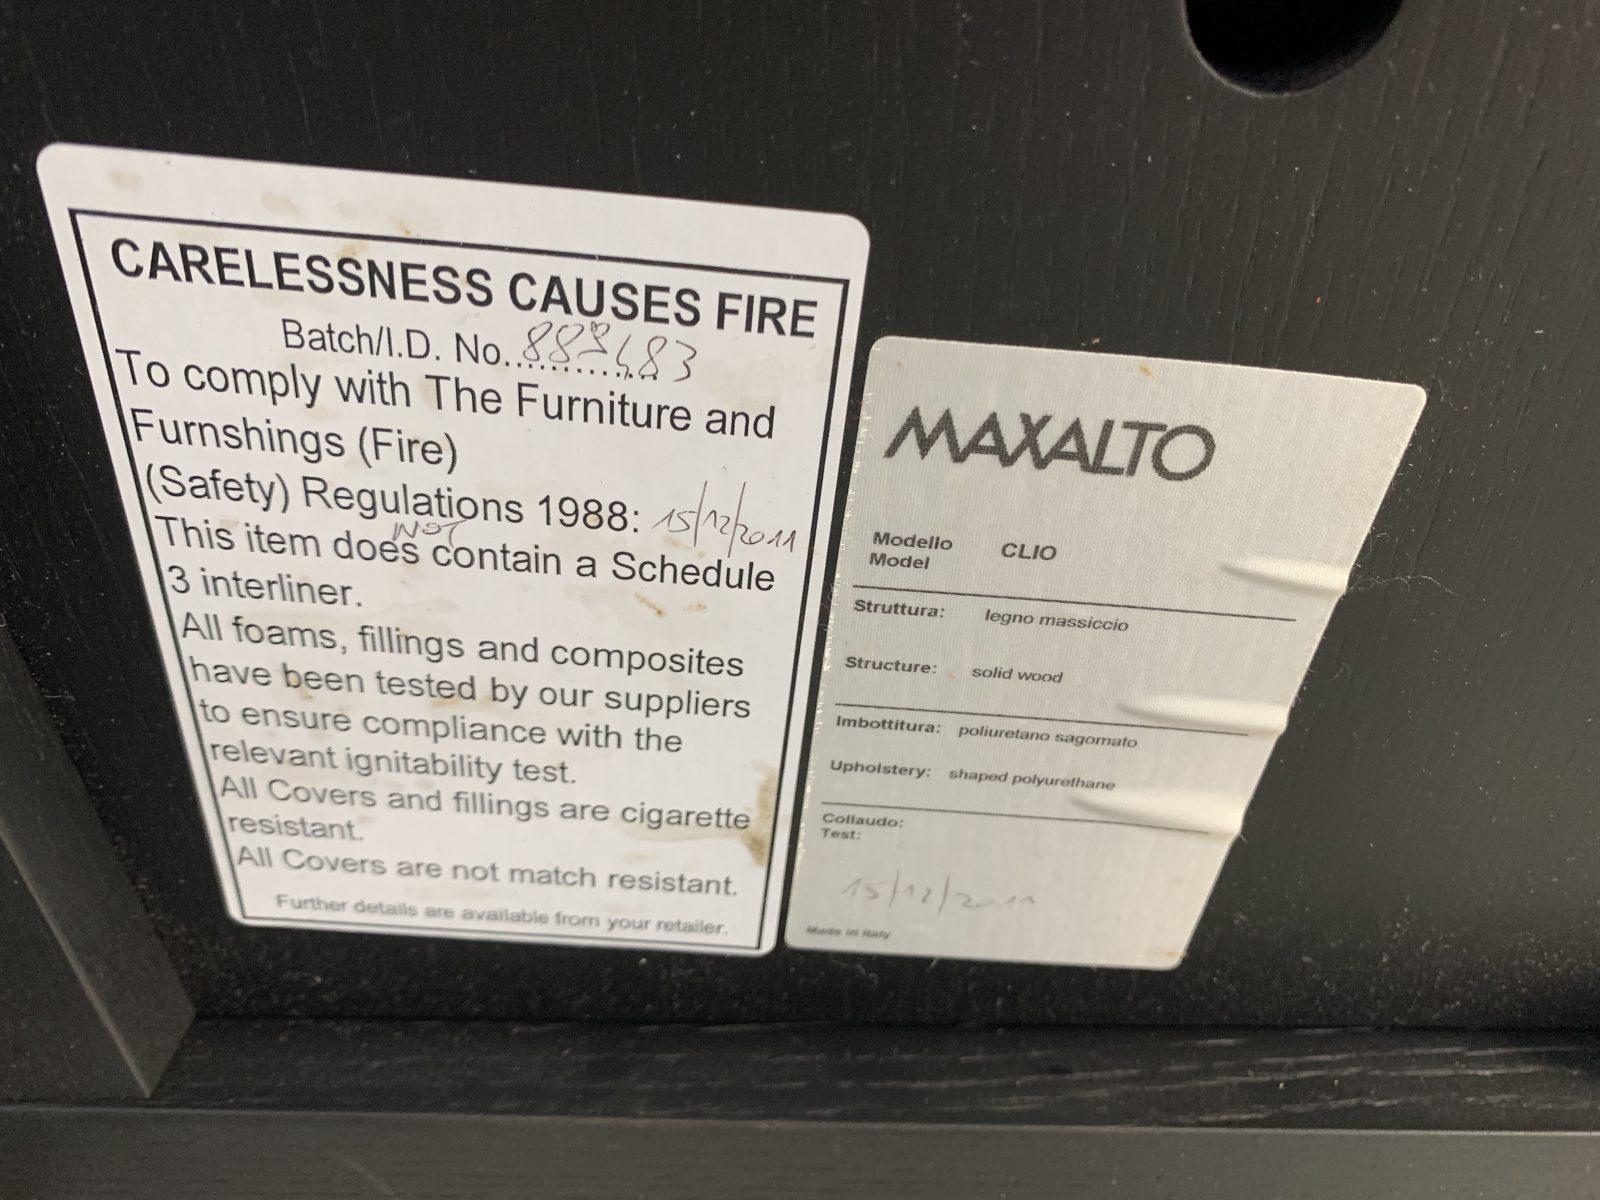 CARELESSNESS CAUSES FIRE
Batch/I.D. No.............
To comply with The Furniture and
Furnshings (Fire)
(Safety) Regulations 1988: 15/12/2011
NOT
This item does contain a Schedule
3 interliner.
All foams, fillings and composites
have been tested by our suppliers
to ensure compliance with the
relevant ignitability test.
All Covers and fillings are cigarette
resistant.
All Covers are not match resistant.
Further details are available from your retailer.
MAXALTO
Modello
Model CLIO
Struttura: legno massiccio
Structure: solid wood
Imbottitura: poliuretano sagomato
Upholstery: shaped polyurethane
Collaudo:
Test:
15/12/2011
Made in Italy